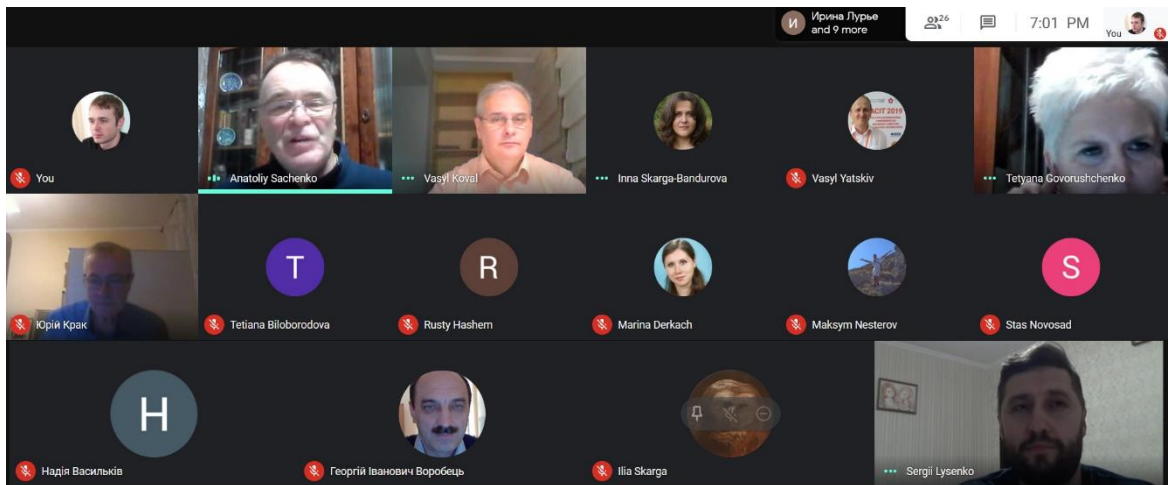 И
Ирина Лурье
and 9 more
26
7:01 PM
You
You
Anatoliy Sachenko
Vasyl Koval
Inna Skarga-Bandurova
ACIT 2019
Vasyl Yatskiv
Tetyana Govorushchenko
Юрій Крак
T
Tetiana Biloborodova
R
Rusty Hashem
Marina Derkach
Maksym Nesterov
S
Stas Novosad
Н
Надія Васильків
Георгій Іванович Воробець
Ilia Skarga
Sergii Lysenko